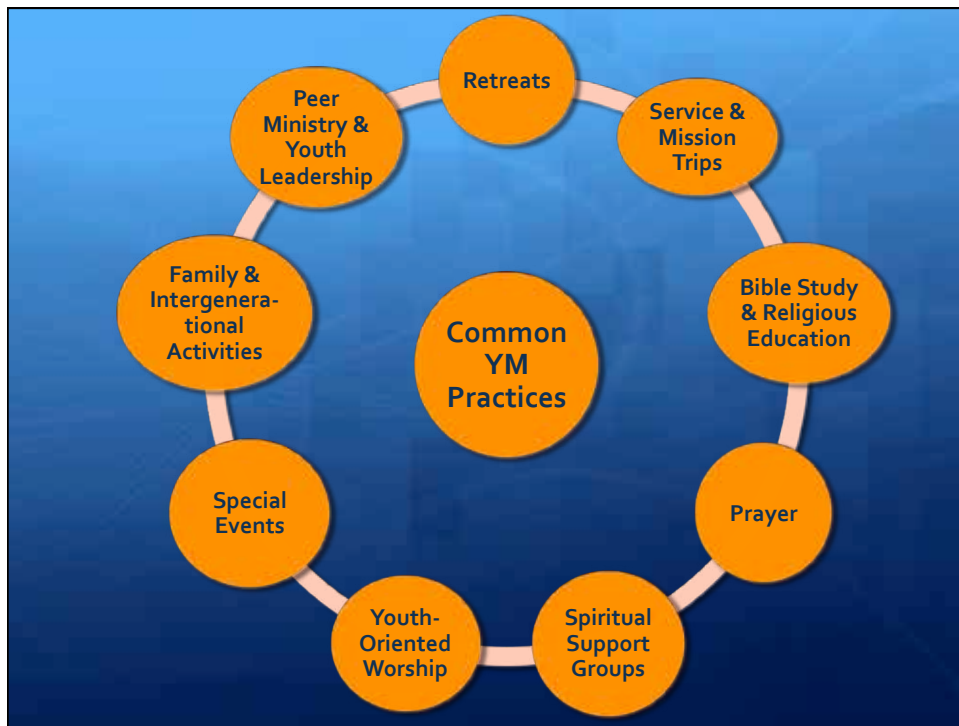 Retreats
Service &
Mission
Trips
Bible Study
& Religious
Education
Prayer
Spiritual
Support
Groups
Youth-
Oriented
Worship
Special
Events
Family &
Intergenera-
tional
Activities
Peer
Ministry &
Youth
Leadership
Common
YM
Practices